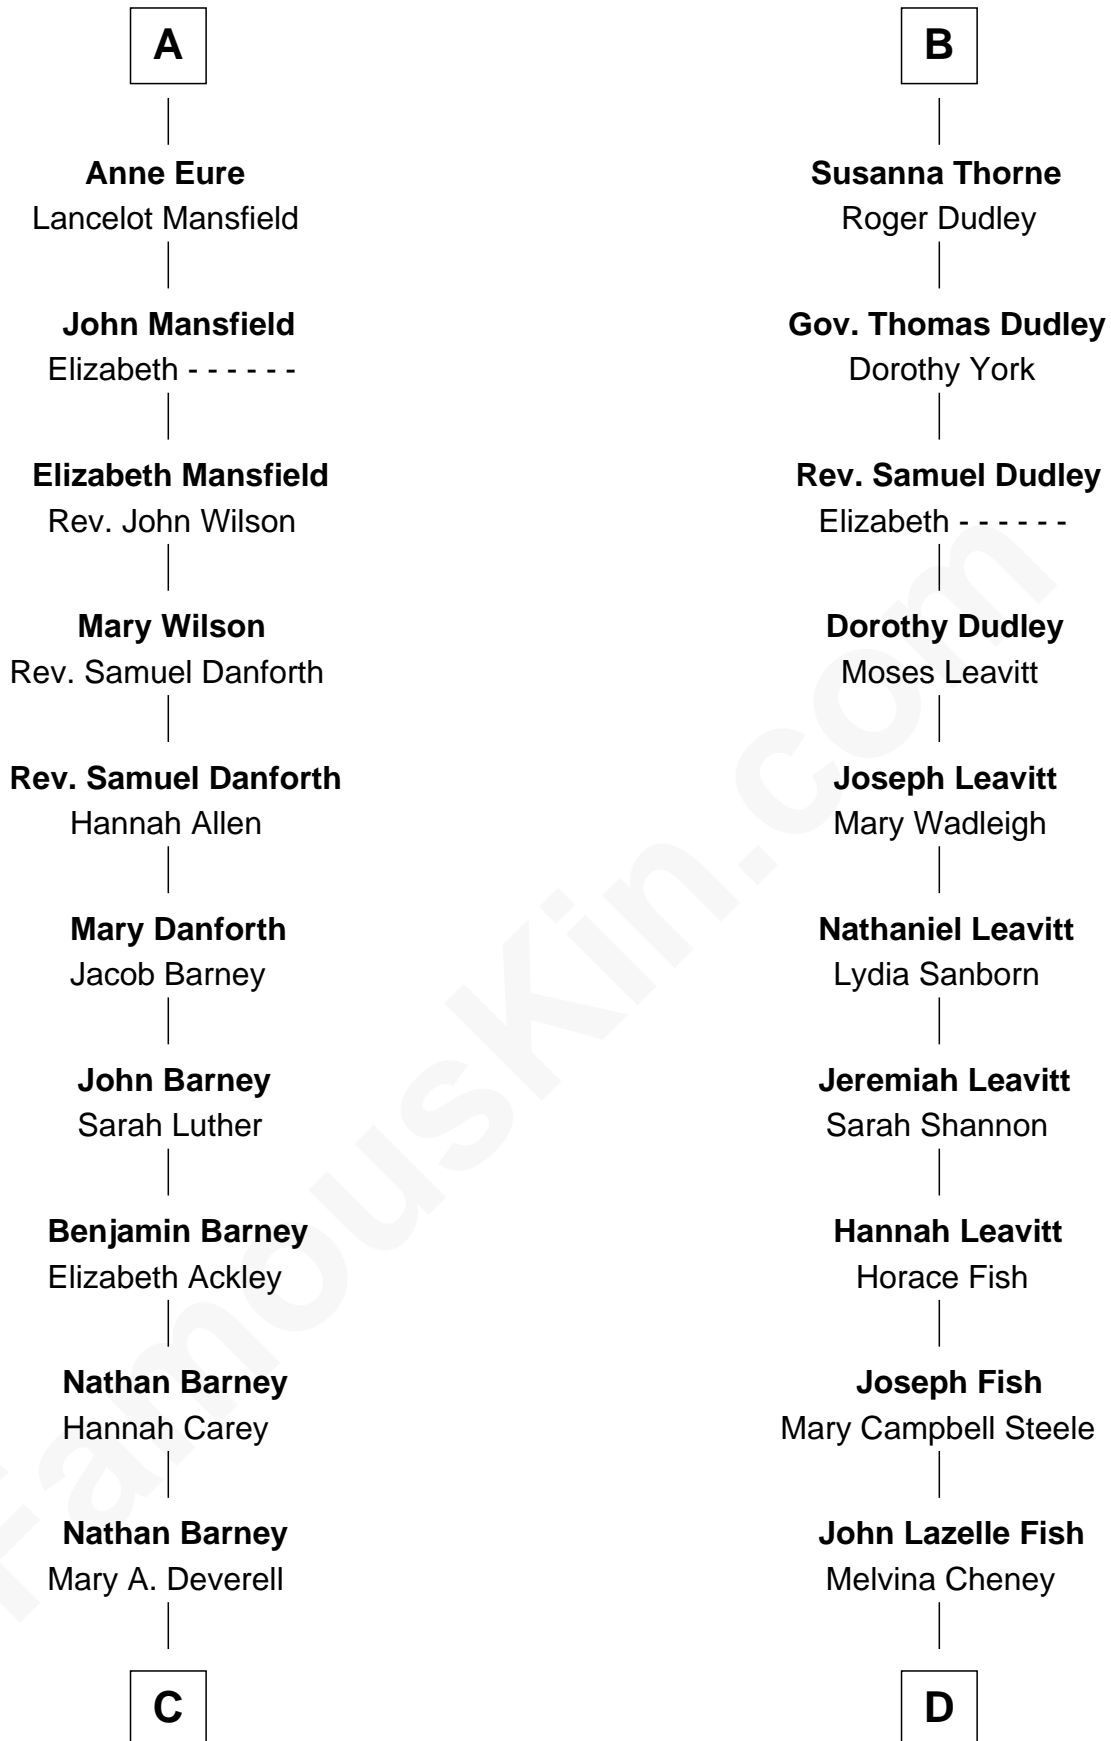 A
Anne Eure
Lancelot Mansfield
John Mansfield
Elizabeth - - - - - -
Elizabeth Mansfield
Rev. John Wilson
Mary Wilson
Rev. Samuel Danforth
Rev. Samuel Danforth
Hannah Allen
Mary Danforth
Jacob Barney
John Barney
Sarah Luther
Benjamin Barney
Elizabeth Ackley
Nathan Barney
Hannah Carey
Nathan Barney
Mary A. Deverell
C
B
Susanna Thorne
Roger Dudley
Gov. Thomas Dudley
Dorothy York
Rev. Samuel Dudley
Elizabeth - - - - - -
Dorothy Dudley
Moses Leavitt
Joseph Leavitt
Mary Wadleigh
Nathaniel Leavitt
Lydia Sanborn
Jeremiah Leavitt
Sarah Shannon
Hannah Leavitt
Horace Fish
Joseph Fish
Mary Campbell Steele
John Lazelle Fish
Melvina Cheney
D
FamousKin.com